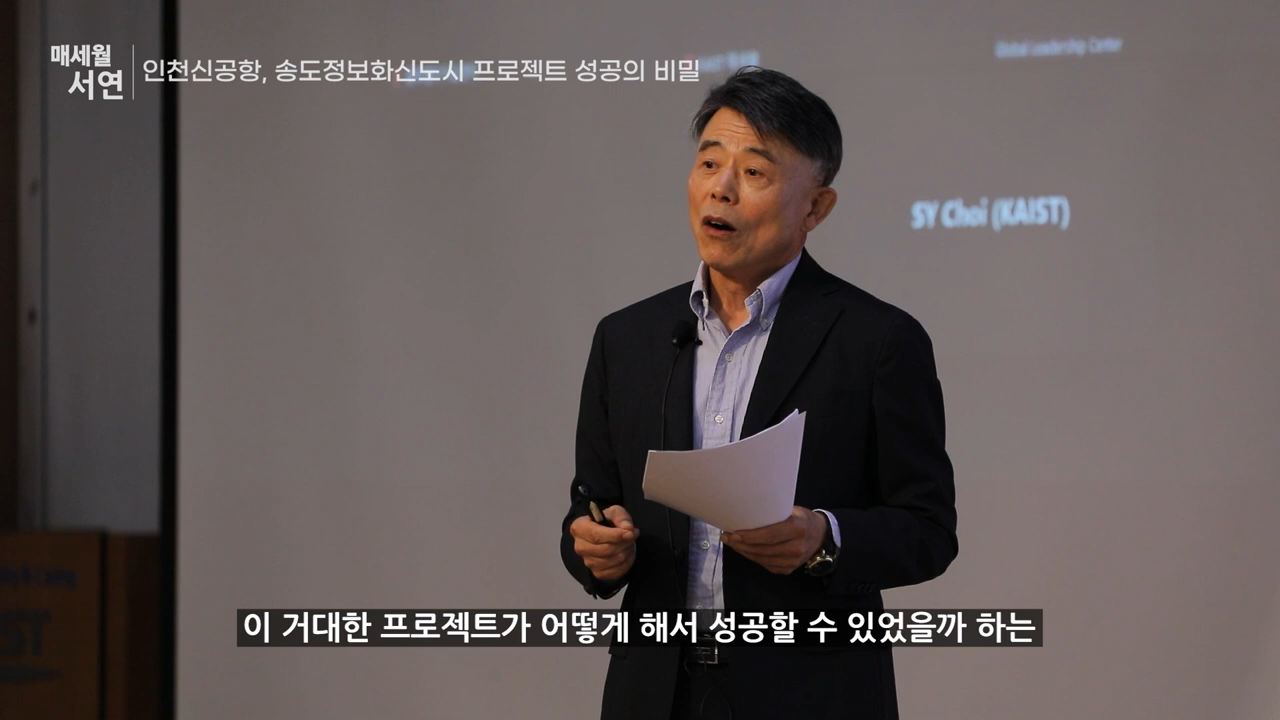 매세월
서연
인천신공항, 송도정보화신도시 프로젝트 성공의 비밀
Global Leadership Center
SY Choi (KAIST)
이 거대한 프로젝트가 어떻게 해서 성공할 수 있었을까 하는